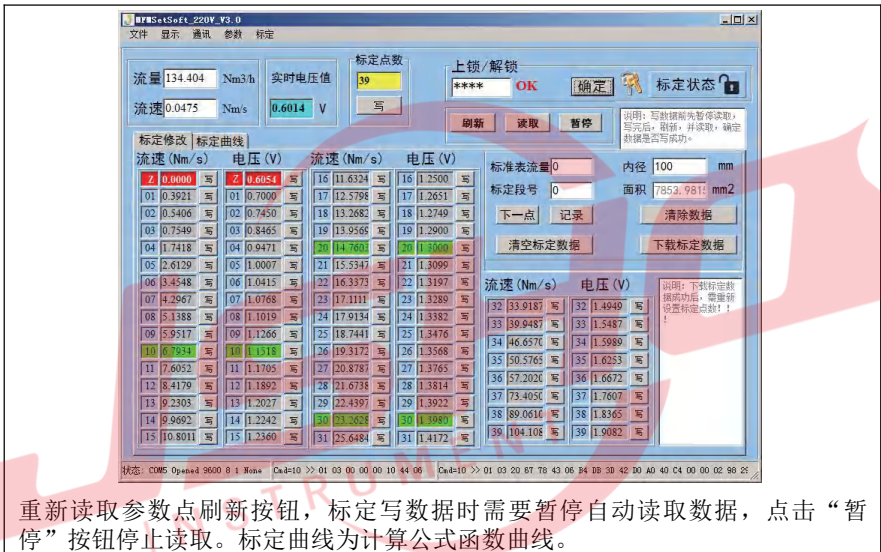 MFMSetSoft_220V_V3.0
文件 显示 通讯 参数 标定
流量 134.404 Nm3/h
流速 0.0475 Nm/s
实时电压值
0.6014 V
标定点数
39
写
上锁/解锁
**** OK 确定 标定状态
刷新 读取 暂停
说明：写数据前先暂停读取，
写完后，刷新，并读取，确定
数据是否写成功。
标定修改 标定曲线
流速(Nm/s) 电压(V) 流速(Nm/s) 电压(V)
Z 0.0000 写 Z 0.6054 写 16 11.6324 写 16 1.2500 写
01 0.3921 写 01 0.7000 写 17 12.5798 写 17 1.2651 写
02 0.5406 写 02 0.7450 写 18 13.2682 写 18 1.2749 写
03 0.7549 写 03 0.8465 写 19 13.9569 写 19 1.2900 写
04 1.7418 写 04 0.9471 写 20 14.7603 写 20 1.3000 写
05 2.6129 写 05 1.0007 写 21 15.5347 写 21 1.3099 写
06 3.4548 写 06 1.0415 写 22 16.3373 写 22 1.3197 写
07 4.2967 写 07 1.0768 写 23 17.1111 写 23 1.3289 写
08 5.1388 写 08 1.1019 写 24 17.9134 写 24 1.3382 写
09 5.9517 写 09 1.1266 写 25 18.7441 写 25 1.3476 写
10 6.7934 写 10 1.1518 写 26 19.3172 写 26 1.3568 写
11 7.6052 写 11 1.1705 写 27 20.8787 写 27 1.3765 写
12 8.4179 写 12 1.1892 写 28 21.6738 写 28 1.3814 写
13 9.2303 写 13 1.2027 写 29 22.4397 写 29 1.3922 写
14 9.9692 写 14 1.2242 写 30 23.2628 写 30 1.3980 写
15 10.8011 写 15 1.2360 写 31 25.6484 写 31 1.4172 写
标准表流量 0 内径 100 mm
标定段号 0 面积 7853.981 mm2
下一点 记录 清除数据
清空标定数据 下载标定数据
流速(Nm/s) 电压(V)
32 33.9187 写 32 1.4949 写
33 39.9487 写 33 1.5487 写
34 46.6570 写 34 1.5989 写
35 50.5765 写 35 1.6253 写
36 57.2020 写 36 1.6672 写
37 73.4050 写 37 1.7607 写
38 89.0610 写 38 1.8365 写
39 104.108 写 39 1.9082 写
说明：下载标定数
据成功后，需重新
设置标定点数！！
！
状态: COM5 Opened 9600 8 1 None Cmd=10 >> 01 03 00 00 00 10 44 06 Cmd=10 >> 01 03 20 67 78 43 06 B4 DB 3D 42 D0 A0 40 C4 00 00 02 98 29
重新读取参数点刷新按钮，标定写数据时需要暂停自动读取数据，点击“暂
停”按钮停止读取。标定曲线为计算公式函数曲线。
INSTRUMENT